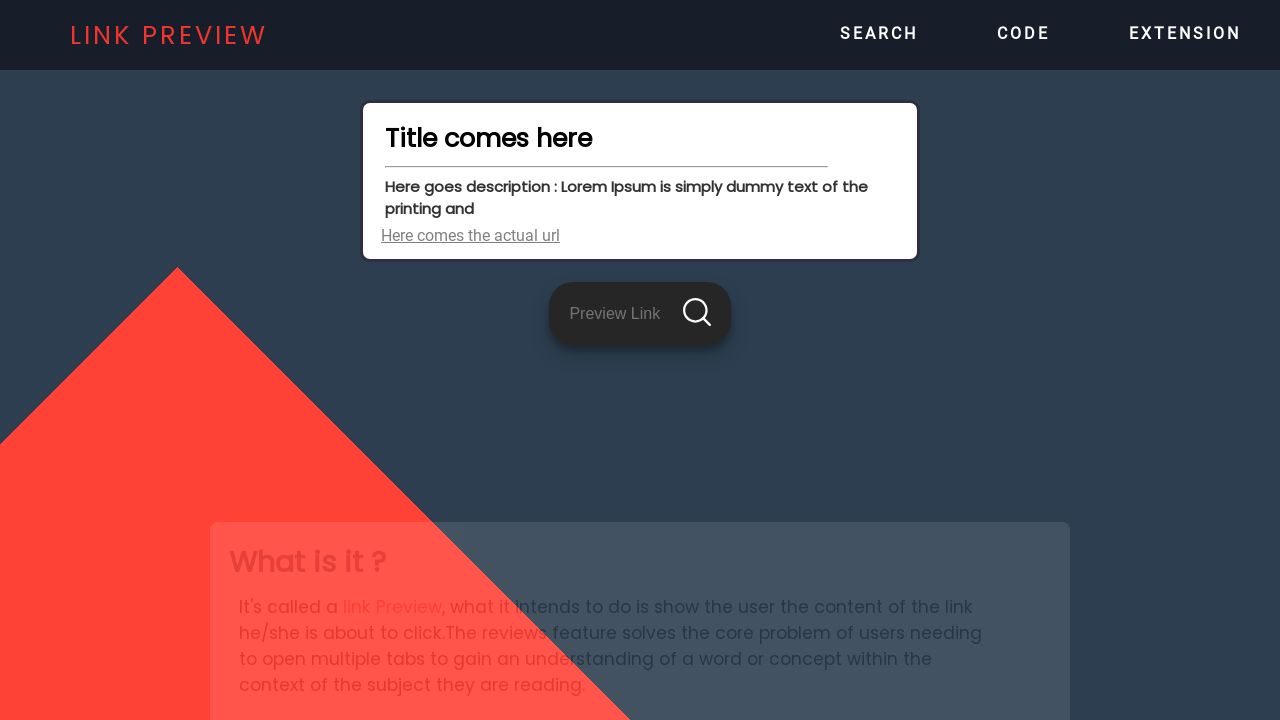 LINK PREVIEW
SEARCH CODE EXTENSION
Title comes here
Here goes description : Lorem Ipsum is simply dummy text of the
printing and
Here comes the actual url
Preview Link
What is it ?
It's called a link Preview, what it intends to do is show the user the content of the link
he/she is about to click.The reviews feature solves the core problem of users needing
to open multiple tabs to gain an understanding of a word or concept within the
context of the subject they are reading.